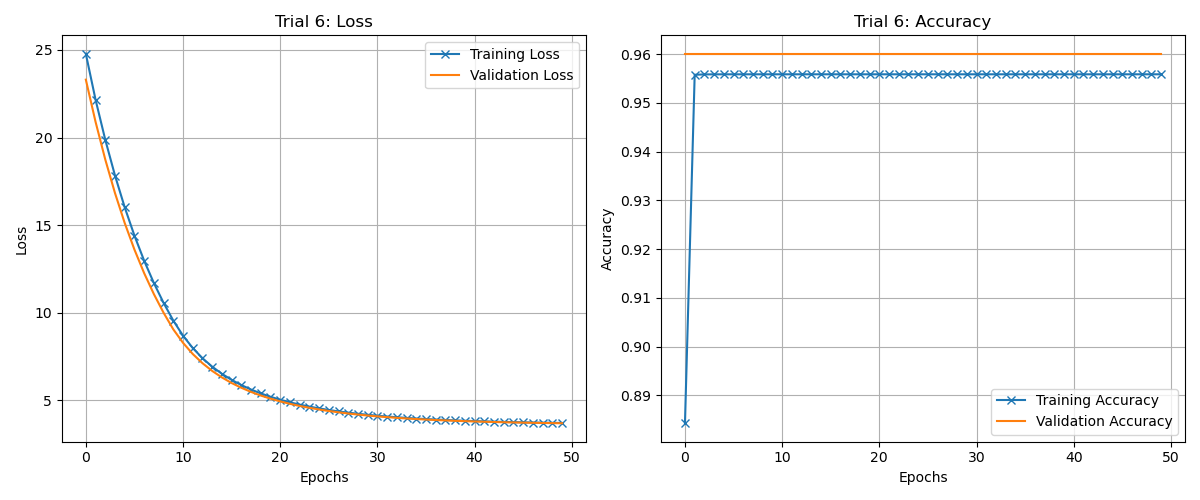 Trial 6: Loss
25
20
15
10
5
Loss
0 10 20 30 40 50
Epochs
Training Loss
Validation Loss
Trial 6: Accuracy
0.96
0.95
0.94
0.93
0.92
0.91
0.90
0.89
Accuracy
0 10 20 30 40 50
Epochs
Training Accuracy
Validation Accuracy